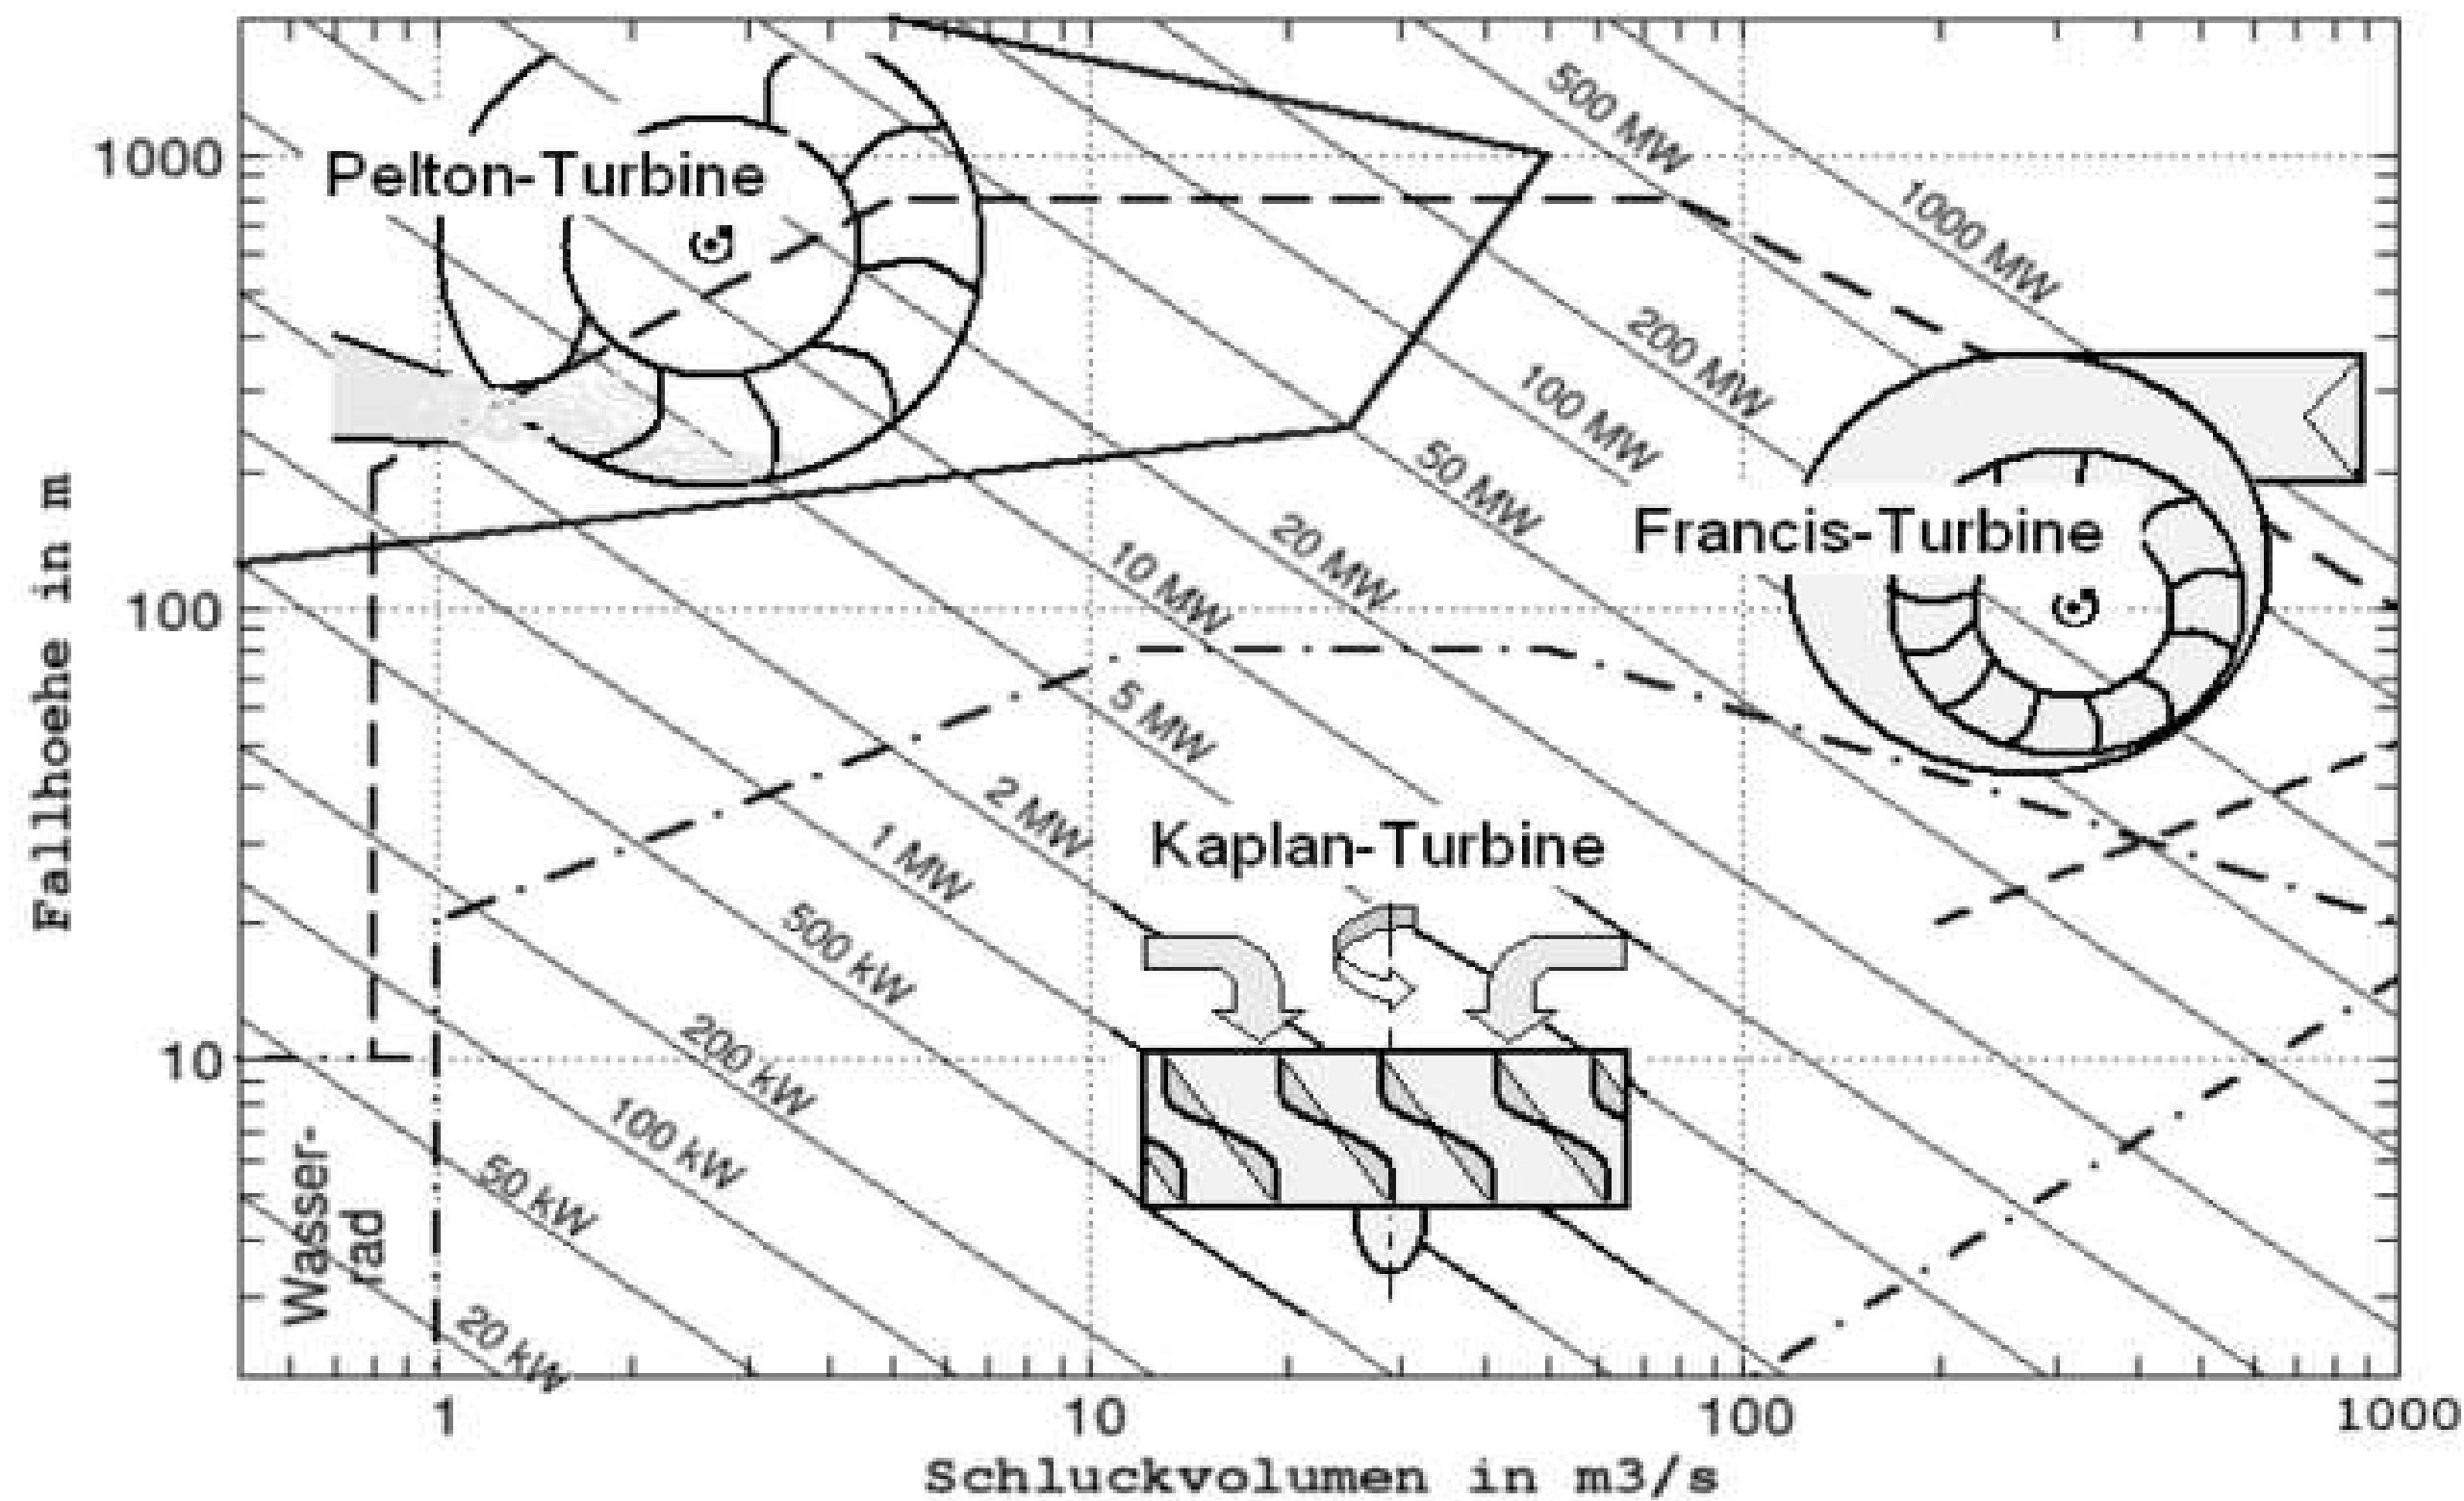 500 MW
1000
Pelton-Turbine
1000 MW
200 MW
100 MW
50 MW
Francis-Turbine
20 MW
10 MW
100
5 MW
2 MW
Kaplan-Turbine
1 MW
500 kW
200 kW
10
100 kW
50 kW
Wasser-
rad
20 kW
Fallhoehe in m
1
10
100
1000
Schluckvolumen in m3/s